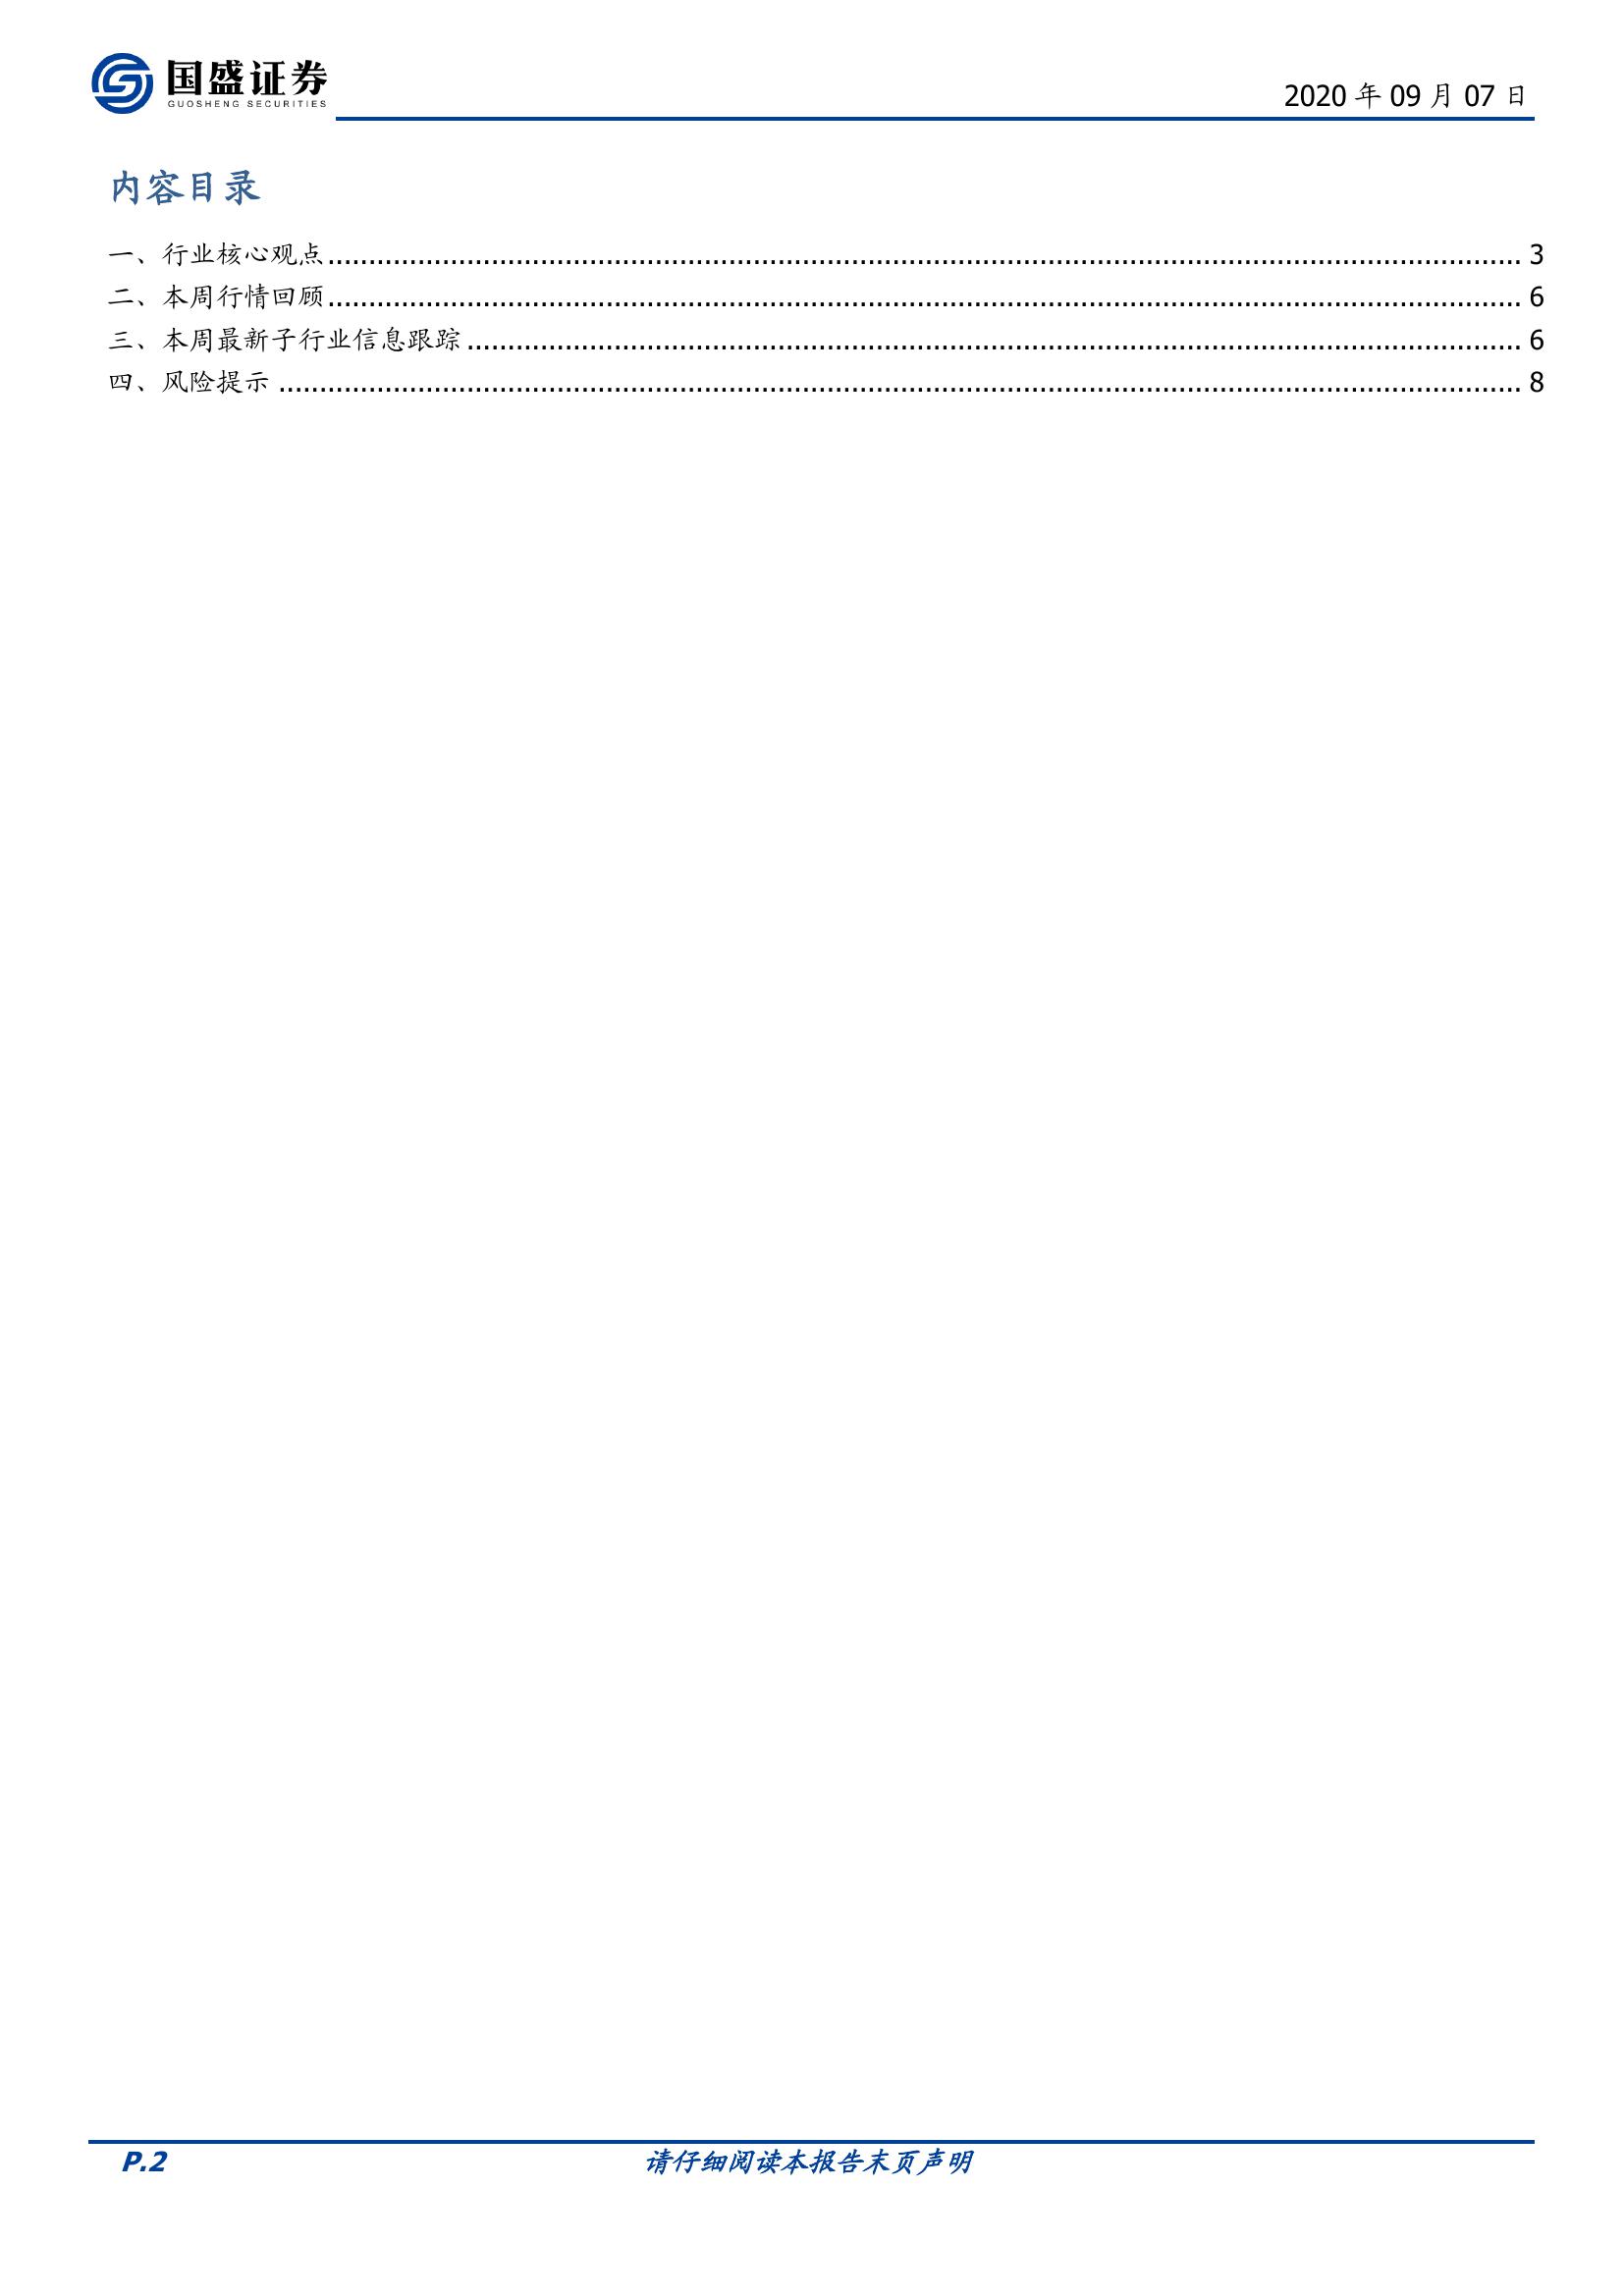 国盛证券
GUOSHENG SECURITIES
2020 年 09 月 07 日
内容目录
一、行业核心观点........................................................................................................................................................ 3
二、本周行情回顾........................................................................................................................................................ 6
三、本周最新子行业信息跟踪...................................................................................................................................... 6
四、风险提示 .............................................................................................................................................................. 8
P.2
请仔细阅读本报告末页声明